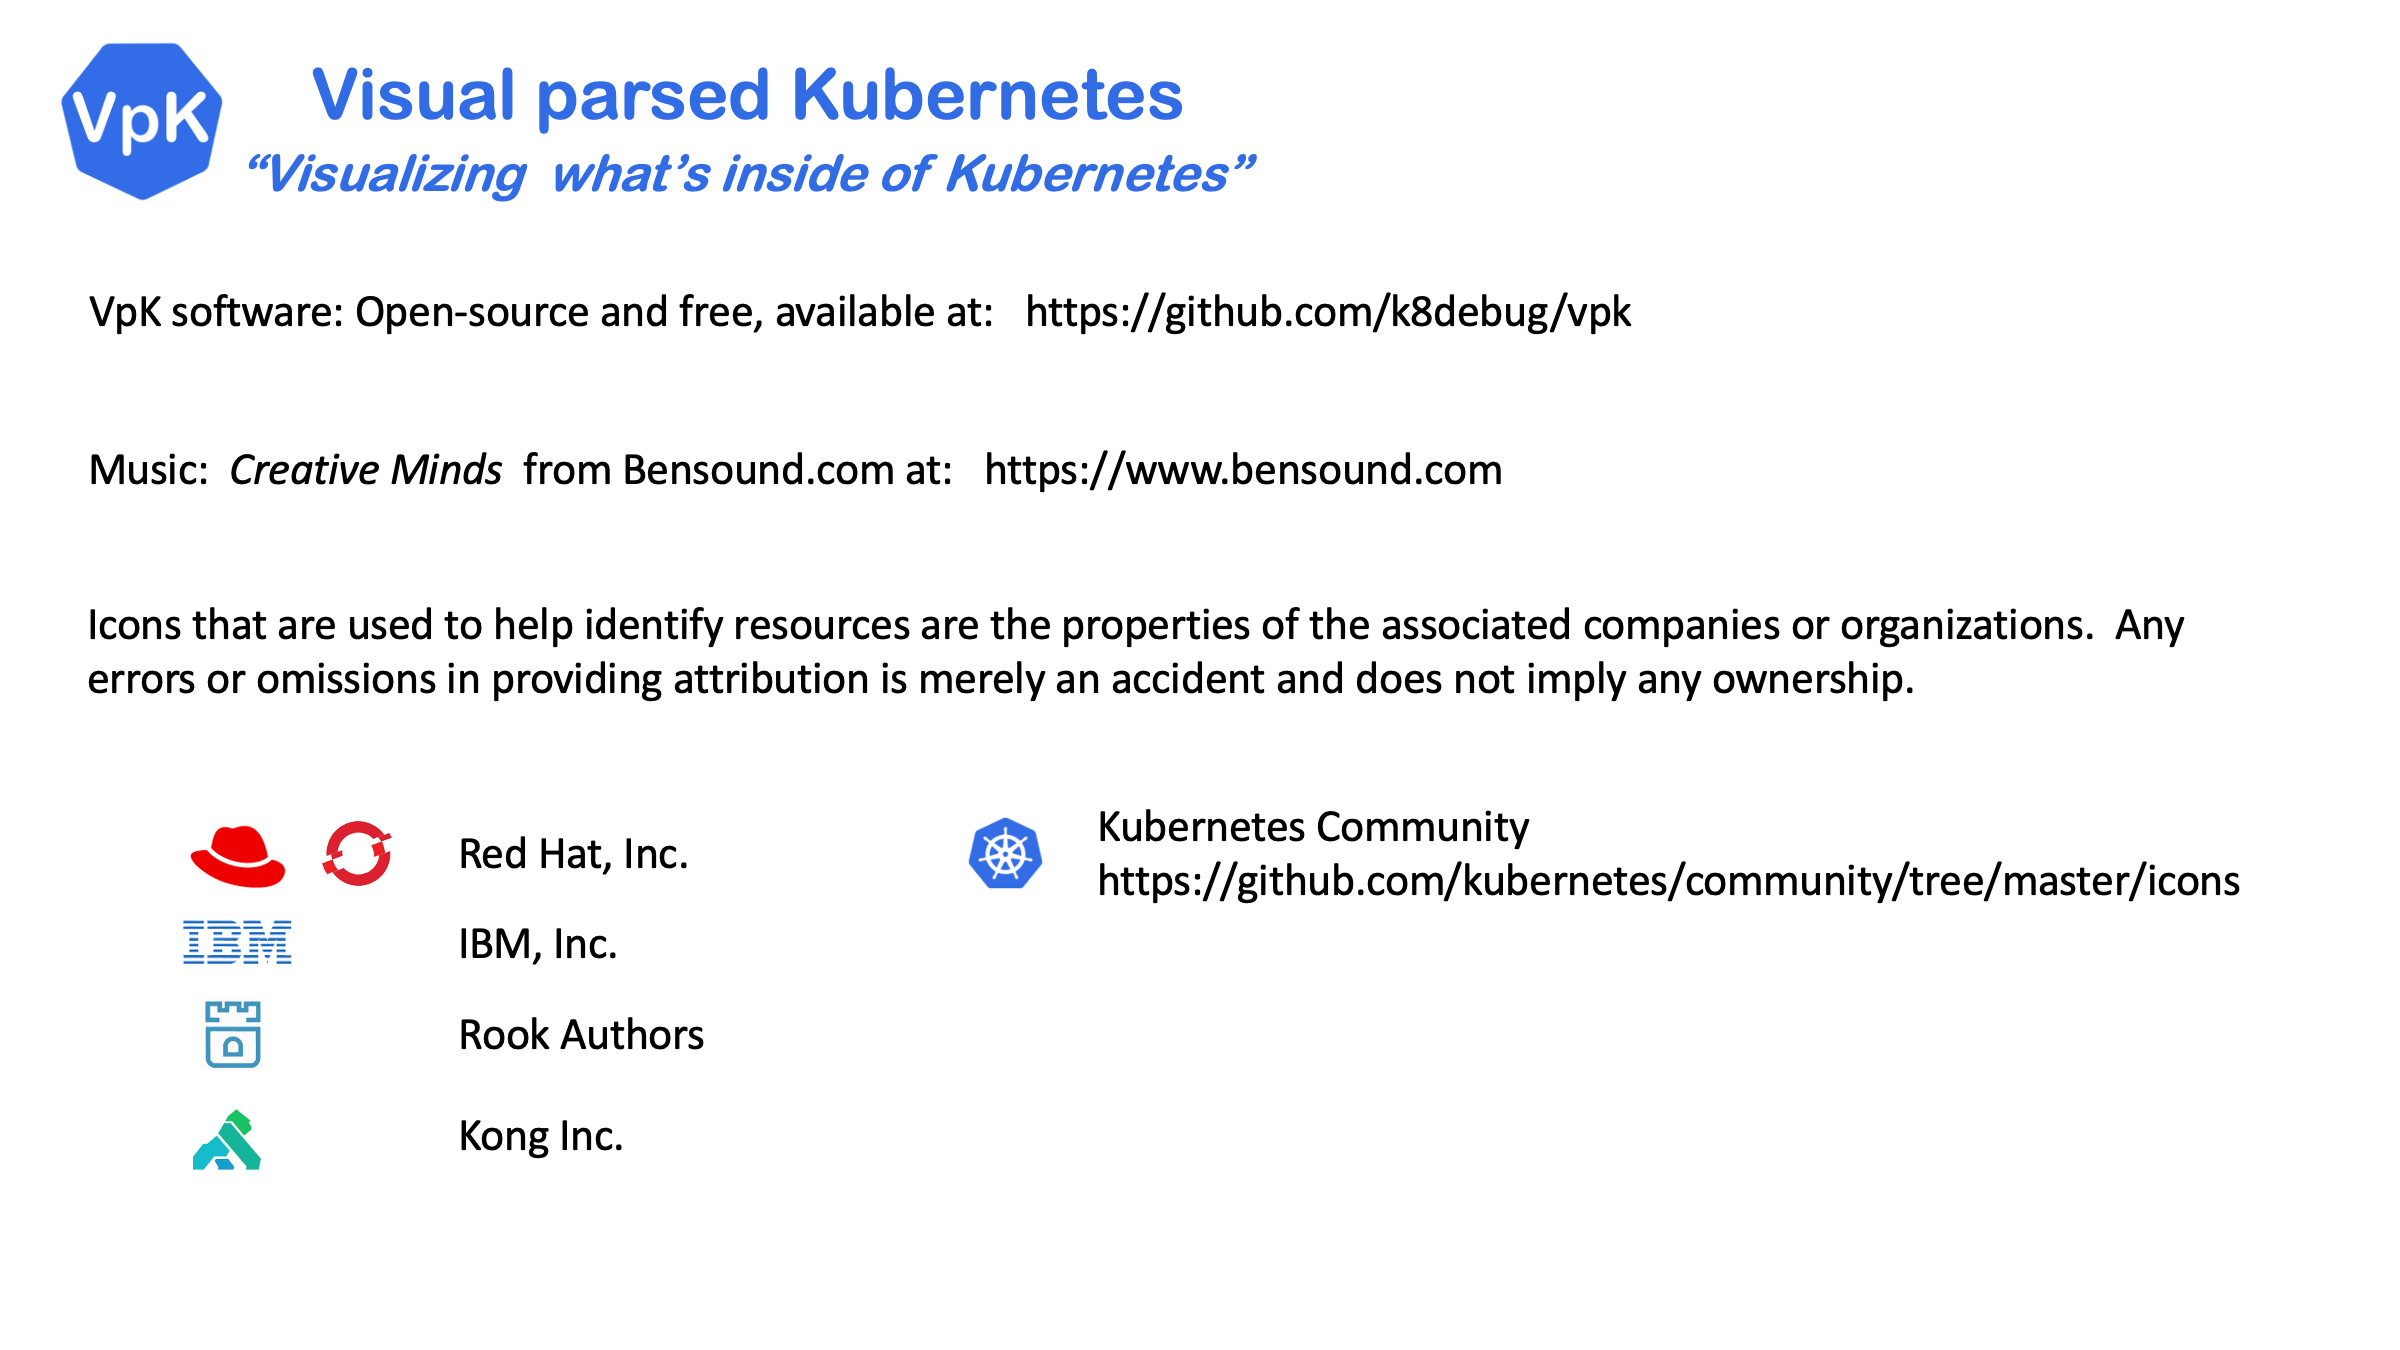 VpK
Visual parsed Kubernetes
“Visualizing  what’s inside of Kubernetes”
VpK software: Open-source and free, available at:   https://github.com/k8debug/vpk
Music:  Creative Minds  from Bensound.com at:   https://www.bensound.com
Icons that are used to help identify resources are the properties of the associated companies or organizations.  Any
errors or omissions in providing attribution is merely an accident and does not imply any ownership.
Red Hat, Inc.
IBM
IBM, Inc.
Rook Authors
Kong Inc.
Kubernetes Community
https://github.com/kubernetes/community/tree/master/icons